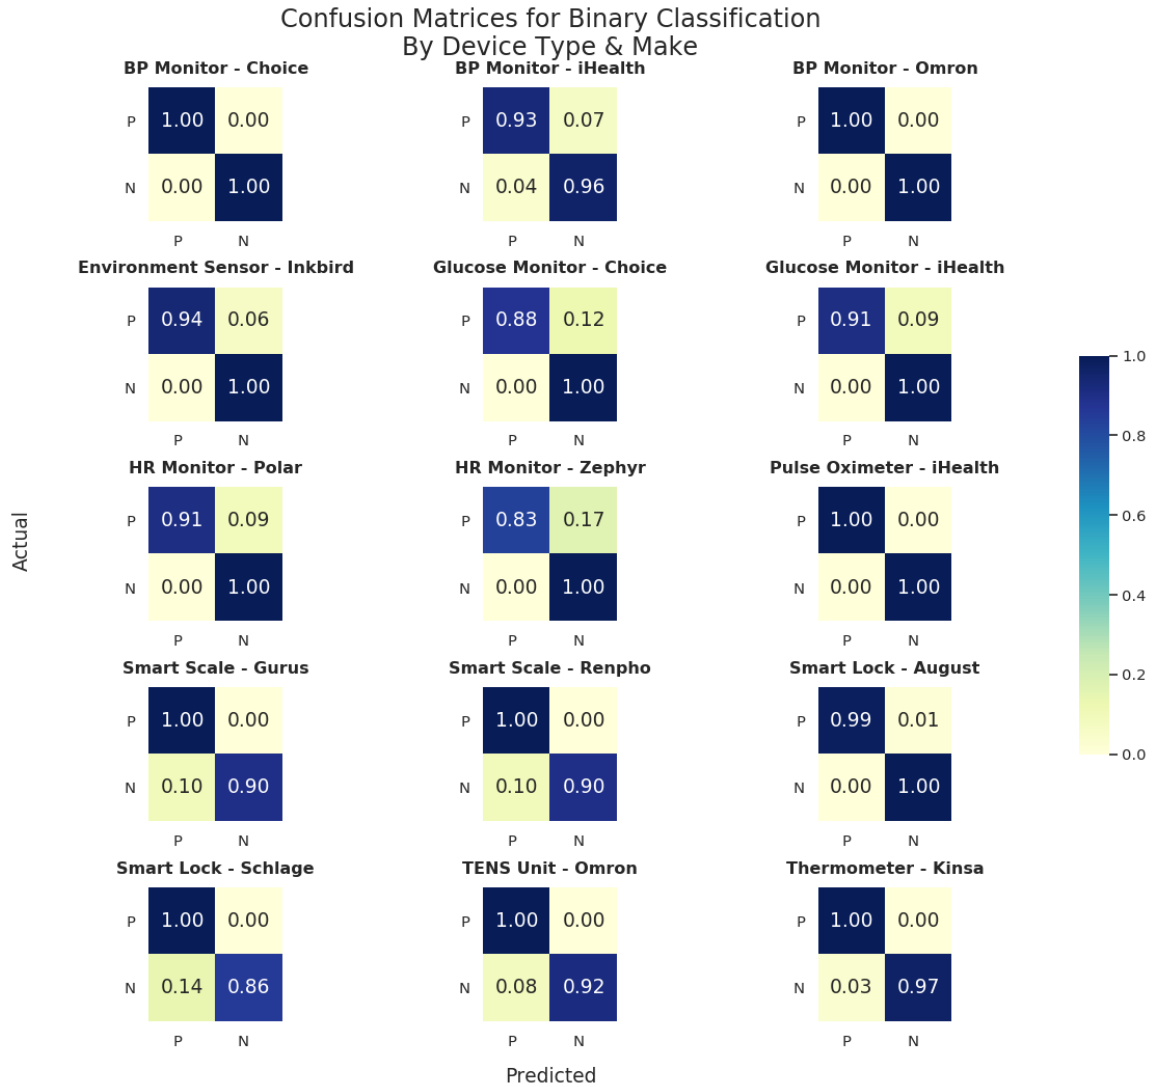 Confusion Matrices for Binary Classification
By Device Type & Make
BP Monitor - Choice
P 1.00 0.00
N 0.00 1.00
P N
BP Monitor - iHealth
P 0.93 0.07
N 0.04 0.96
P N
BP Monitor - Omron
P 1.00 0.00
N 0.00 1.00
P N
Environment Sensor - Inkbird
P 0.94 0.06
N 0.00 1.00
P N
Glucose Monitor - Choice
P 0.88 0.12
N 0.00 1.00
P N
Glucose Monitor - iHealth
P 0.91 0.09
N 0.00 1.00
P N
HR Monitor - Polar
P 0.91 0.09
N 0.00 1.00
P N
HR Monitor - Zephyr
P 0.83 0.17
N 0.00 1.00
P N
Pulse Oximeter - iHealth
P 1.00 0.00
N 0.00 1.00
P N
Smart Scale - Gurus
P 1.00 0.00
N 0.10 0.90
P N
Smart Scale - Renpho
P 1.00 0.00
N 0.10 0.90
P N
Smart Lock - August
P 0.99 0.01
N 0.00 1.00
P N
Smart Lock - Schlage
P 1.00 0.00
N 0.14 0.86
P N
TENS Unit - Omron
P 1.00 0.00
N 0.08 0.92
P N
Thermometer - Kinsa
P 1.00 0.00
N 0.03 0.97
P N
Actual
Predicted
1.0
0.8
0.6
0.4
0.2
0.0